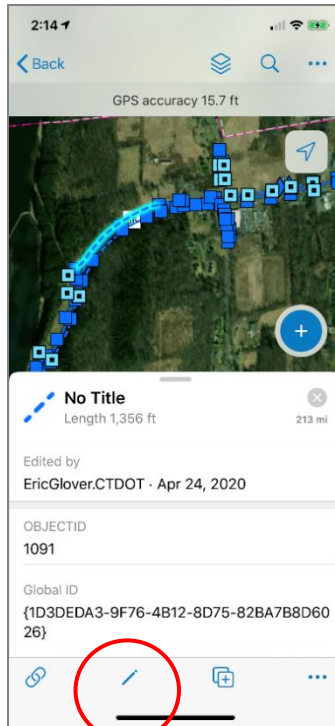 2:14
Back
GPS accuracy 15.7 ft
No Title
Length 1,356 ft
213 mi
Edited by
EricGlover.CTDOT · Apr 24, 2020
OBJECTID
1091
Global ID
{1D3DEDA3-9F76-4B12-8D75-82BA7B8D60
26}